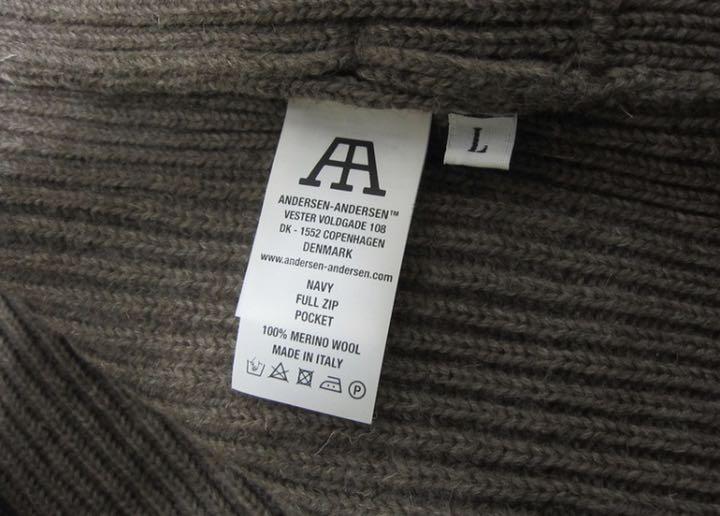 AA
ANDERSEN-ANDERSEN™
VESTER VOLDGADE 108
DK - 1552 COPENHAGEN
DENMARK
www.andersen-andersen.com
NAVY
FULL ZIP
POCKET
100% MERINO WOOL
MADE IN ITALY
P
L